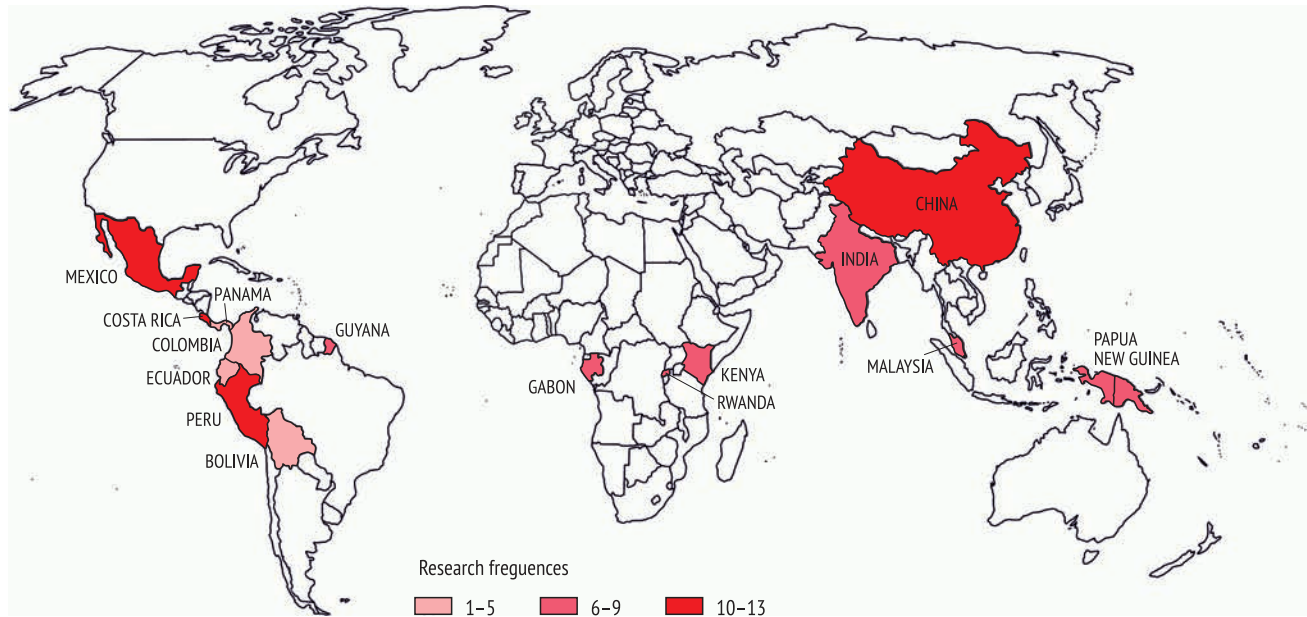 CHINA
INDIA
MEXICO
PANAMA
COSTA RICA
GUYANA
COLOMBIA
ECUADOR
PERU
BOLIVIA
GABON
KENYA
RWANDA
MALAYSIA
PAPUA
NEW GUINEA
Research freguences
1–5 6–9 10–13